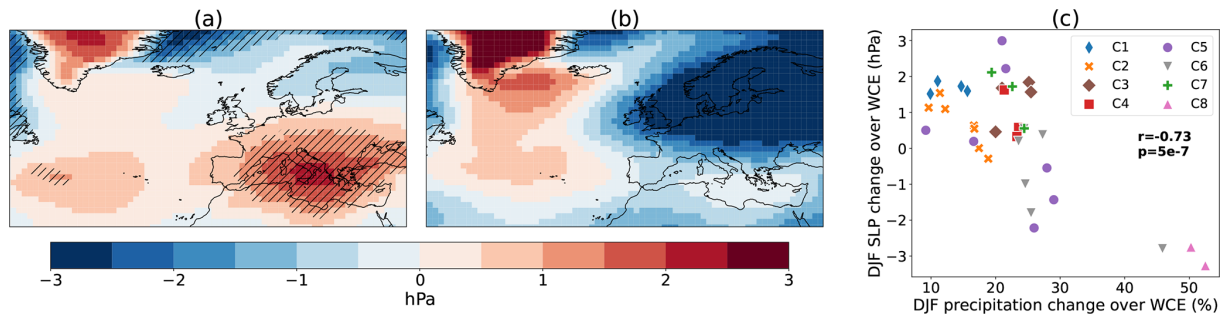 (a)
(b)
(c)
−3 −2 −1 0 1 2 3
hPa
DJF SLP change over WCE (hPa)
3
2
1
0
−1
−2
−3
C1 C5
C2 C6
C3 C7
C4 C8
r=-0.73
p=5e-7
10 20 30 40 50
DJF precipitation change over WCE (%)